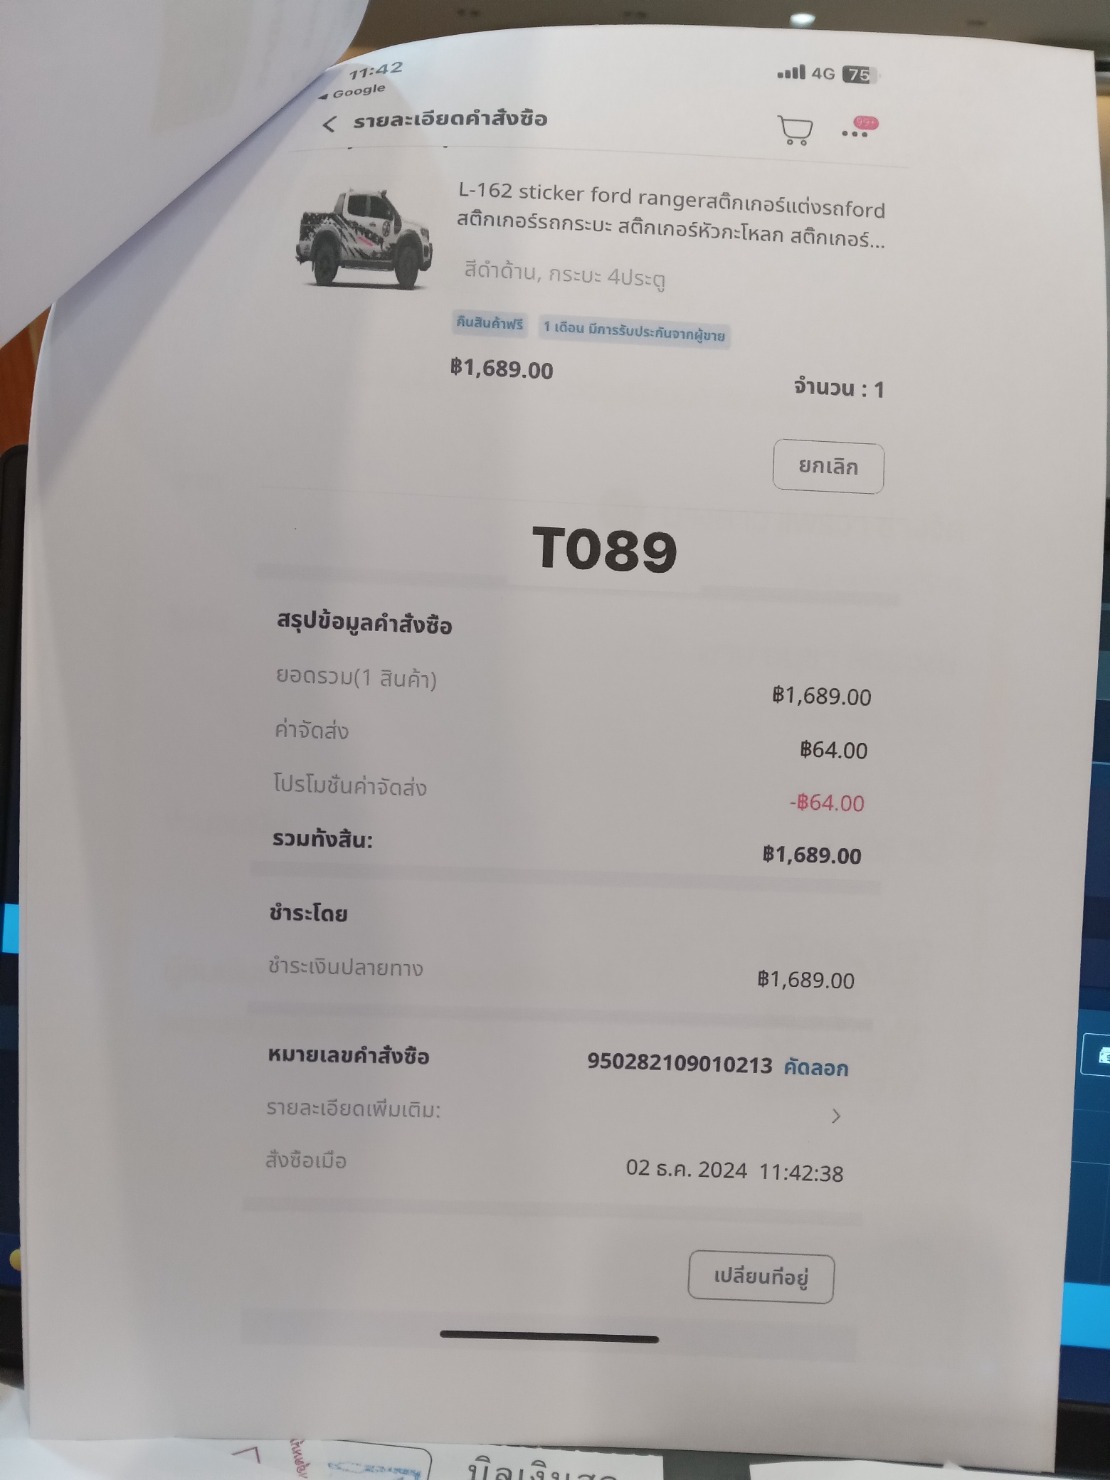 11:42
Google
4G 75
รายละเอียดคำสั่งซื้อ
99+
L-162 sticker ford rangerสติ๊กเกอร์แต่งรถford
สติ๊กเกอร์รถกระบะ สติ๊กเกอร์หัวกะโหลก สติ๊กเกอร์...
สีดำด้าน, กระบะ 4ประตู
คืนสินค้าฟรี 1 เดือน มีการรับประกันจากผู้ขาย
฿1,689.00
จำนวน : 1
ยกเลิก
T089
สรุปข้อมูลคำสั่งซื้อ
ยอดรวม(1 สินค้า) ฿1,689.00
ค่าจัดส่ง ฿64.00
โปรโมชั่นค่าจัดส่ง -฿64.00
รวมทั้งสิ้น: ฿1,689.00
ชำระโดย
ชำระเงินปลายทาง ฿1,689.00
หมายเลขคำสั่งซื้อ 950282109010213 คัดลอก
รายละเอียดเพิ่มเติม:
สั่งซื้อเมื่อ 02 ธ.ค. 2024 11:42:38
เปลี่ยนที่อยู่